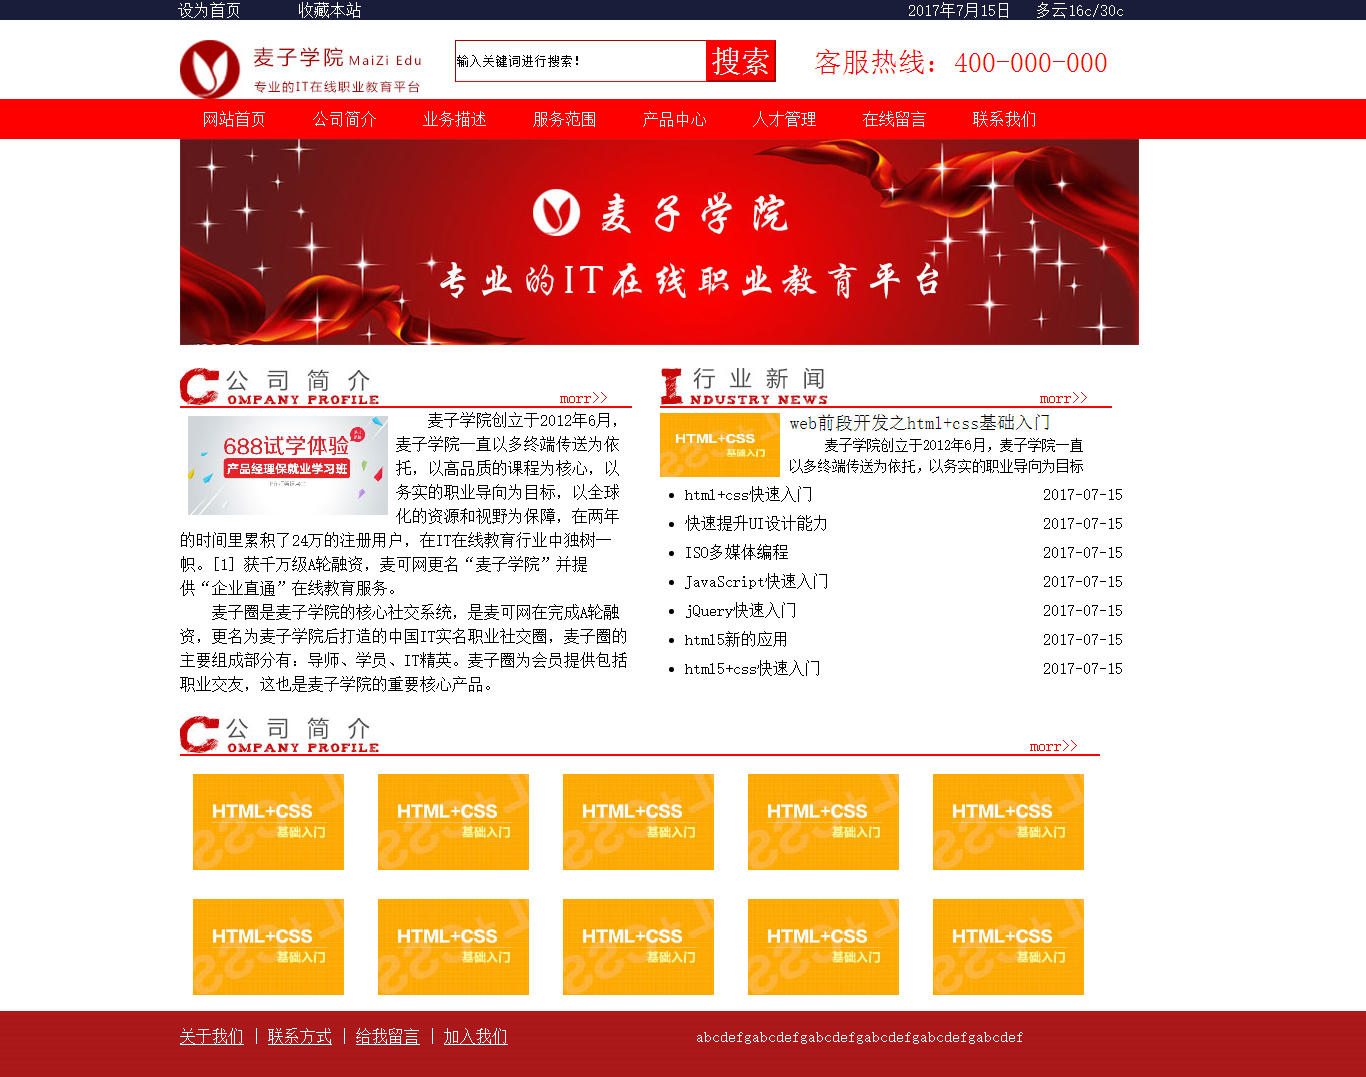 设为首页 收藏本站 2017年7月15日 多云16c/30c
麦子学院 MaiZi Edu
专业的IT在线职业教育平台
输入关键词进行搜索!
搜索
客服热线：400-000-000
网站首页 公司简介 业务描述 服务范围 产品中心 人才管理 在线留言 联系我们
麦子学院
专业的IT在线职业教育平台
公司简介
COMPANY PROFILE
morr>>
688试学体验
产品经理保就业学习班
麦子学院创立于2012年6月，
麦子学院一直以多终端传送为依
托，以高品质的课程为核心，以
务实的职业导向为目标，以全球
化的资源和视野为保障，在两年
的时间里累积了24万的注册用户，在IT在线教育行业中独树一
帜。[1] 获千万级A轮融资，麦可网更名“麦子学院”并提
供“企业直通”在线教育服务。
麦子圈是麦子学院的核心社交系统，是麦可网在完成A轮融
资，更名为麦子学院后打造的中国IT实名职业社交圈，麦子圈的
主要组成部分有：导师、学员、IT精英。麦子圈为会员提供包括
职业交友，这也是麦子学院的重要核心产品。
行业新闻
INDUSTRY NEWS
morr>>
HTML+CSS
基础入门
web前段开发之html+css基础入门
麦子学院创立于2012年6月，麦子学院一直
以多终端传送为依托，以务实的职业导向为目标
html+css快速入门 2017-07-15
快速提升UI设计能力 2017-07-15
ISO多媒体编程 2017-07-15
JavaScript快速入门 2017-07-15
jQuery快速入门 2017-07-15
html5新的应用 2017-07-15
html5+css快速入门 2017-07-15
公司简介
COMPANY PROFILE
morr>>
HTML+CSS HTML+CSS HTML+CSS HTML+CSS HTML+CSS
基础入门 基础入门 基础入门 基础入门 基础入门
HTML+CSS HTML+CSS HTML+CSS HTML+CSS HTML+CSS
基础入门 基础入门 基础入门 基础入门 基础入门
关于我们 | 联系方式 | 给我留言 | 加入我们
abcdefgabcdefgabcdefgabcdefgabcdefgabcdef